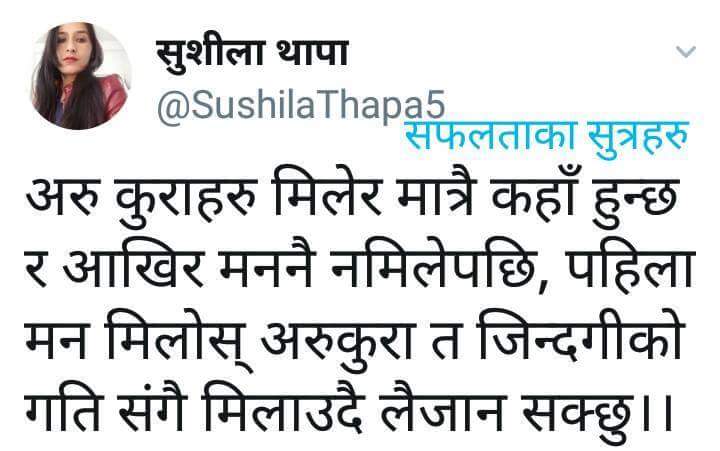 सुशीला थापा
@SushilaThapa5
सफलताका सुत्रहरु
अरु कुराहरु मिलेर मात्रै कहाँ हुन्छ
र आखिर मननै नमिलेपछि, पहिला
मन मिलोस् अरुकुरा त जिन्दगीको
गति संगै मिलाउदै लैजान सक्छु।।